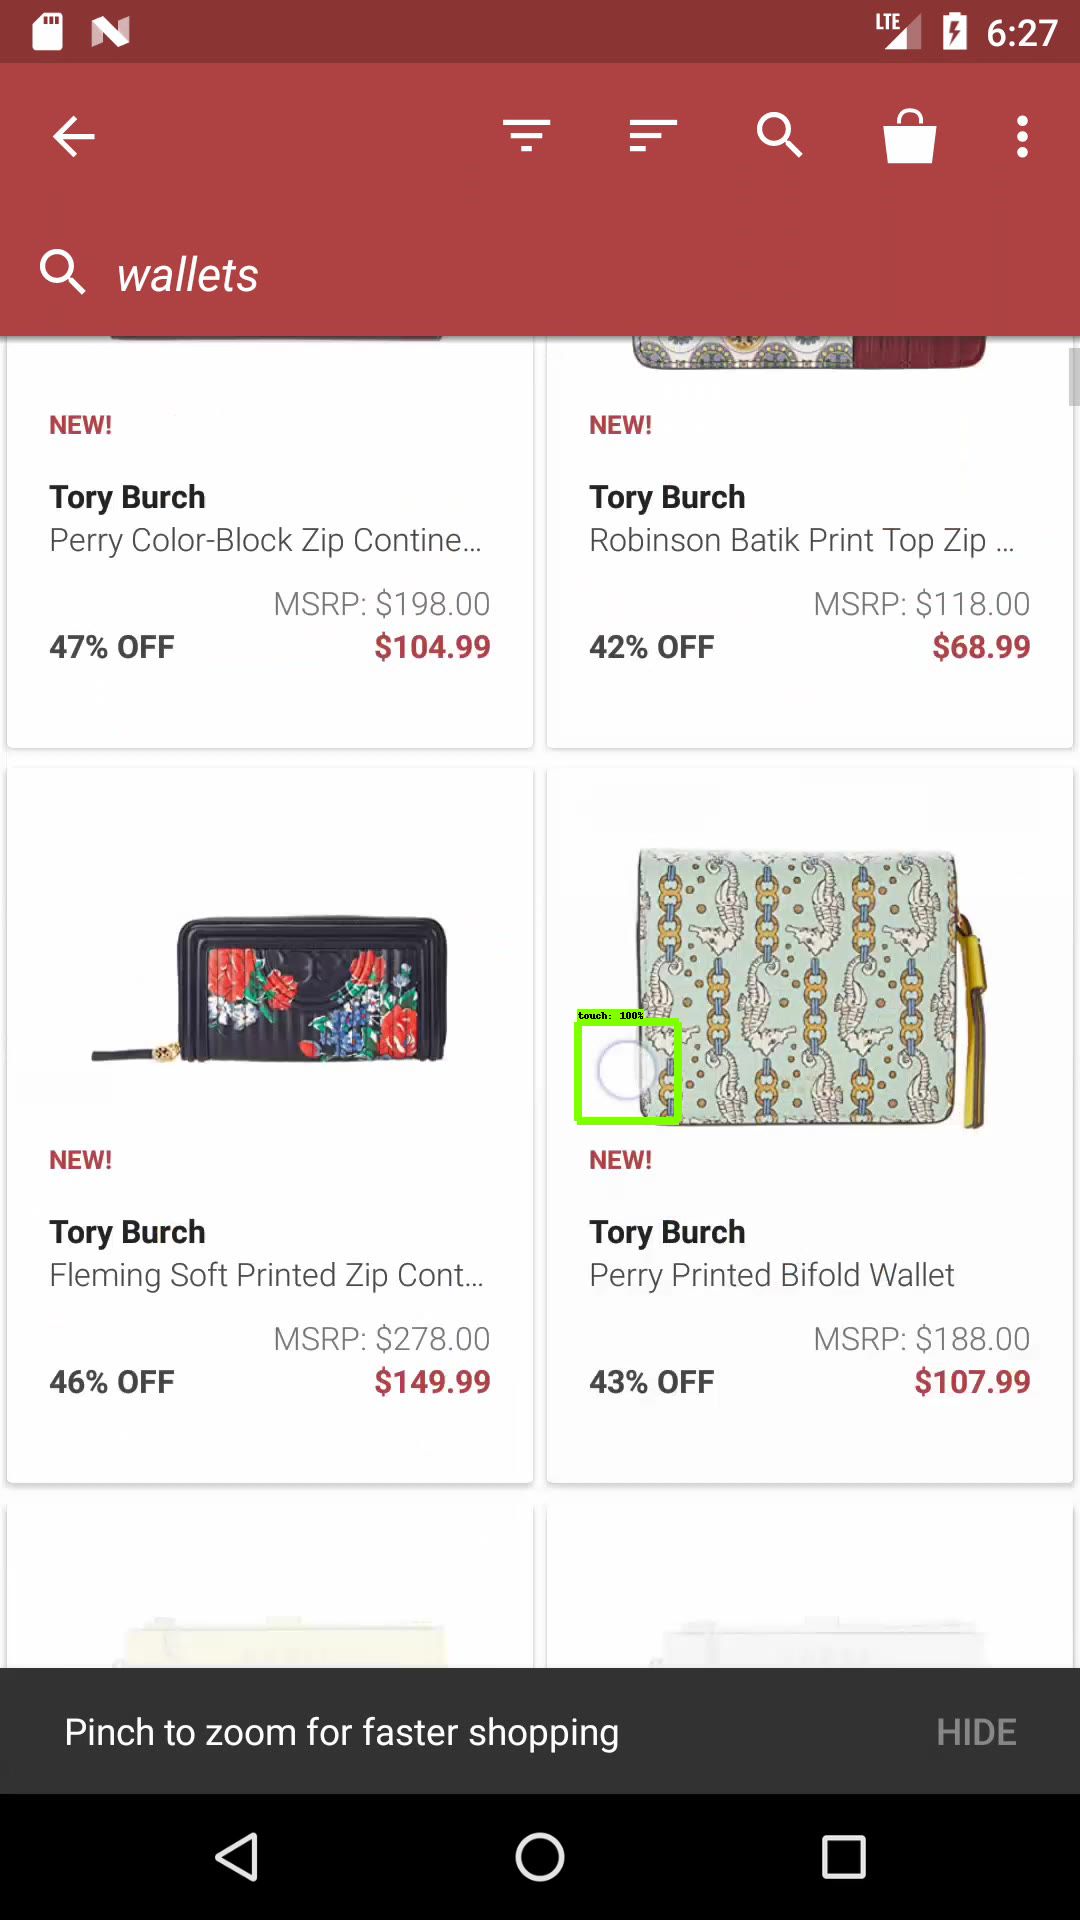 LTE 6:27
wallets
NEW!
Tory Burch
Perry Color-Block Zip Contine...
MSRP: $198.00
47% OFF $104.99
NEW!
Tory Burch
Robinson Batik Print Top Zip ...
MSRP: $118.00
42% OFF $68.99
touch: 100%
NEW!
Tory Burch
Fleming Soft Printed Zip Cont...
MSRP: $278.00
46% OFF $149.99
NEW!
Tory Burch
Perry Printed Bifold Wallet
MSRP: $188.00
43% OFF $107.99
Pinch to zoom for faster shopping HIDE